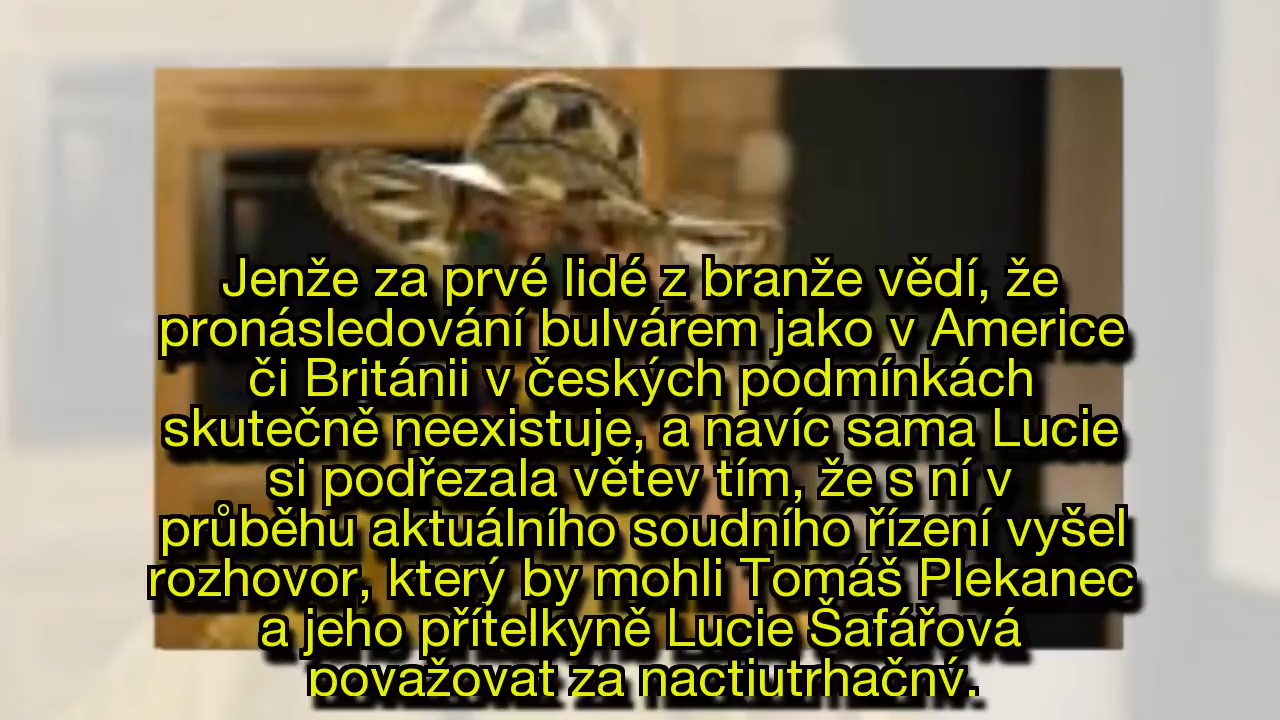 Jenže za prvé lidé z branže vědí, že
pronásledování bulvárem jako v Americe
či Británii v českých podmínkách
skutečně neexistuje, a navíc sama Lucie
si podřezala větev tím, že s ní v
průběhu aktuálního soudního řízení vyšel
rozhovor, který by mohli Tomáš Plekanec
a jeho přítelkyně Lucie Šafářová
považovat za nactiutrhačný.